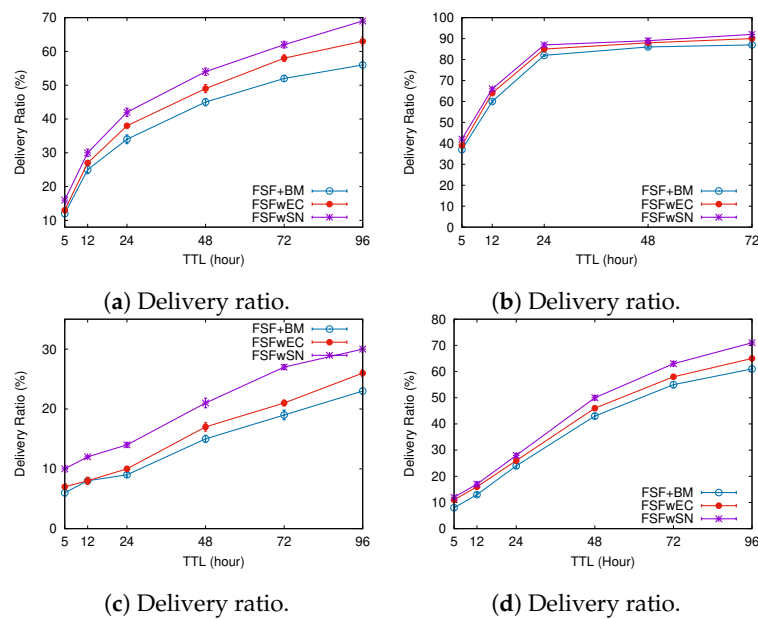 70
60
50
40
30
20
10
Delivery Ratio (%)
FSF+BM
FSFwEC
FSFwSN
5 12 24 48 72 96
TTL (hour)
(a) Delivery ratio.
100
90
80
70
60
50
40
30
20
10
0
Delivery Ratio (%)
FSF+BM
FSFwEC
FSFwSN
5 12 24 48 72
TTL (hour)
(b) Delivery ratio.
30
20
10
0
Delivery Ratio (%)
FSF+BM
FSFwEC
FSFwSN
5 12 24 48 72 96
TTL (hour)
(c) Delivery ratio.
80
70
60
50
40
30
20
10
0
Delivery Ratio (%)
FSF+BM
FSFwEC
FSFwSN
5 12 24 48 72 96
TTL (Hour)
(d) Delivery ratio.